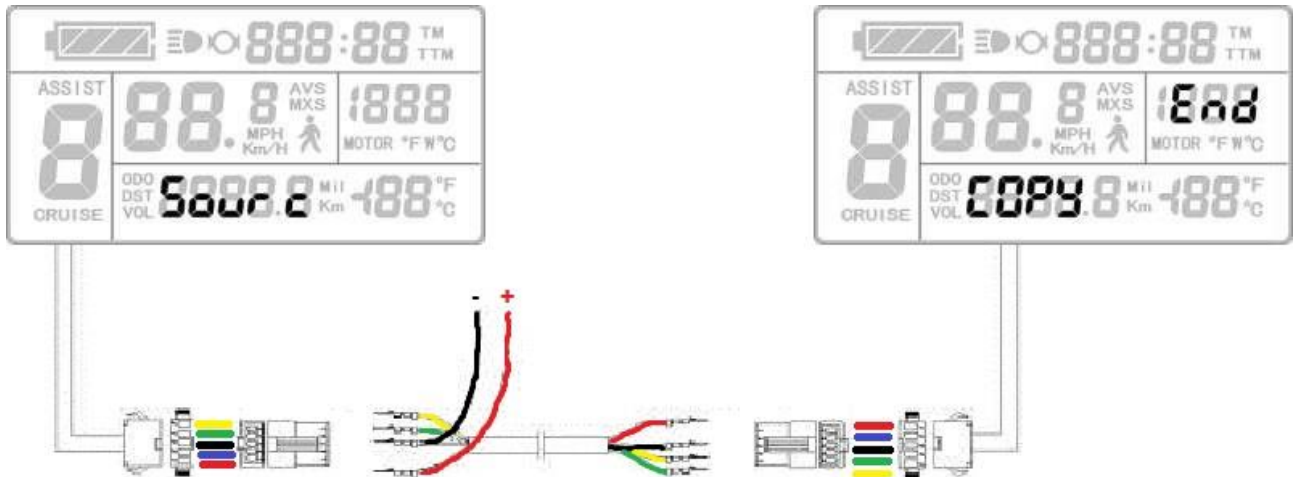 888:88 TM
TTM
ASSIST
8
CRUISE
88.8 AVS
MXS
MPH
Km/H
1888
MOTOR °F W°C
ODO
DST
VOL
Sour.c
Mil
Km
-188 °F
°C
888:88 TM
TTM
ASSIST
8
CRUISE
88.8 AVS
MXS
MPH
Km/H
End
MOTOR °F W°C
ODO
DST
VOL
COPY.8
Mil
Km
-188 °F
°C
- +